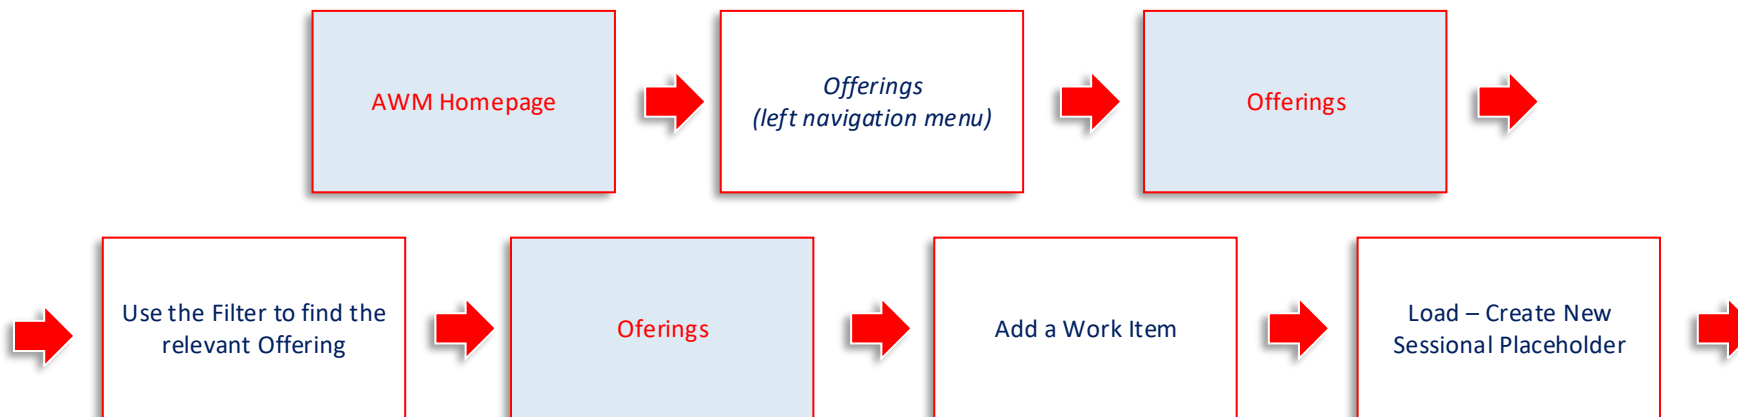 AWM Homepage
Offerings
(left navigation menu)
Offerings
Use the Filter to find the
relevant Offering
Oferings
Add a Work Item
Load – Create New
Sessional Placeholder